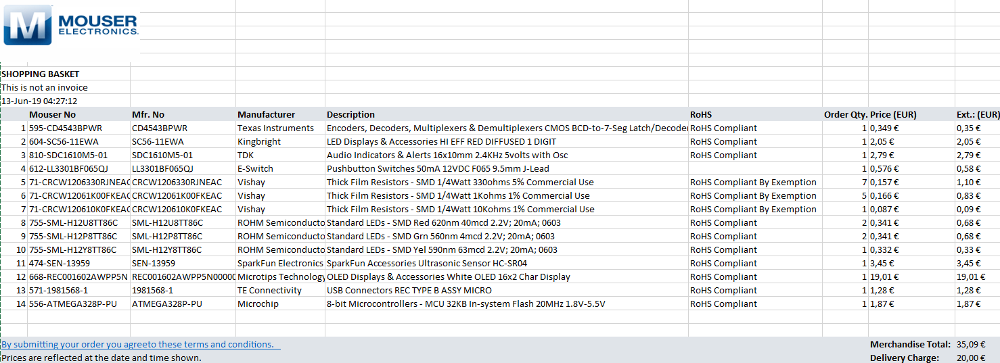 M MOUSER
ELECTRONICS.
SHOPPING BASKET
This is not an invoice
13-Jun-19 04:27:12
Mouser No Mfr. No Manufacturer Description RoHS Order Qty. Price (EUR) Ext.: (EUR)
1 595-CD4543BPWR CD4543BPWR Texas Instruments Encoders, Decoders, Multiplexers & Demultiplexers CMOS BCD-to-7-Seg Latch/Decoder RoHS Compliant 1 0,349 € 0,35 €
2 604-SC56-11EWA SC56-11EWA Kingbright LED Displays & Accessories HI EFF RED DIFFUSED 1 DIGIT RoHS Compliant 1 2,05 € 2,05 €
3 810-SDC1610M5-01 SDC1610M5-01 TDK Audio Indicators & Alerts 16x10mm 2.4KHz 5volts with Osc RoHS Compliant 1 2,79 € 2,79 €
4 612-LL3301BF065QJ LL3301BF065QJ E-Switch Pushbutton Switches 50mA 12VDC F065 9.5mm J-Lead 1 0,576 € 0,58 €
5 71-CRCW1206330RJNEAC CRCW1206330RJNEAC Vishay Thick Film Resistors - SMD 1/4Watt 330ohms 5% Commercial Use RoHS Compliant By Exemption 7 0,157 € 1,10 €
6 71-CRCW12061K00FKEAC CRCW12061K00FKEAC Vishay Thick Film Resistors - SMD 1/4Watt 1Kohms 1% Commercial Use RoHS Compliant By Exemption 5 0,166 € 0,83 €
7 71-CRCW120610K0FKEAC CRCW120610K0FKEAC Vishay Thick Film Resistors - SMD 1/4Watt 10Kohms 1% Commercial Use RoHS Compliant By Exemption 1 0,087 € 0,09 €
8 755-SML-H12U8TT86C SML-H12U8TT86C ROHM Semiconducto Standard LEDs - SMD Red 620nm 40mcd 2.2V; 20mA; 0603 RoHS Compliant 2 0,341 € 0,68 €
9 755-SML-H12P8TT86C SML-H12P8TT86C ROHM Semiconducto Standard LEDs - SMD Grn 560nm 4mcd 2.2V; 20mA; 0603 RoHS Compliant 2 0,341 € 0,68 €
10 755-SML-H12Y8TT86C SML-H12Y8TT86C ROHM Semiconducto Standard LEDs - SMD Yel 590nm 63mcd 2.2V; 20mA; 0603 RoHS Compliant 1 0,332 € 0,33 €
11 474-SEN-13959 SEN-13959 SparkFun Electronics SparkFun Accessories Ultrasonic Sensor HC-SR04 RoHS Compliant 1 3,45 € 3,45 €
12 668-REC001602AWPP5N REC001602AWPP5N00000 Microtips Technology OLED Displays & Accessories White OLED 16x2 Char Display RoHS Compliant 1 19,01 € 19,01 €
13 571-1981568-1 1981568-1 TE Connectivity USB Connectors REC TYPE B ASSY MICRO RoHS Compliant 1 1,28 € 1,28 €
14 556-ATMEGA328P-PU ATMEGA328P-PU Microchip 8-bit Microcontrollers - MCU 32KB In-system Flash 20MHz 1.8V-5.5V RoHS Compliant 1 1,87 € 1,87 €
By submitting your order you agreeto these terms and conditions. Merchandise Total: 35,09 €
Prices are reflected at the date and time shown. Delivery Charge: 20,00 €